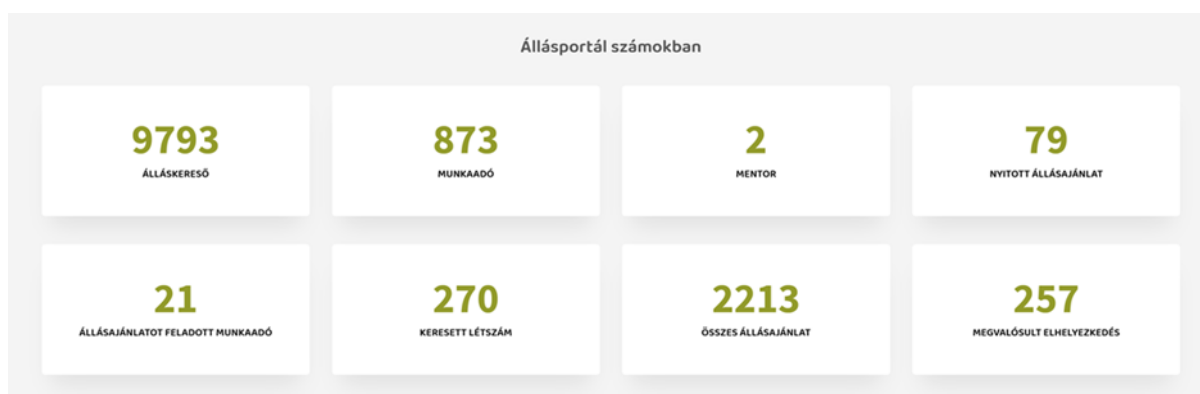 Állásportál számokban
9793
ÁLLÁSKERESŐ
873
MUNKAADÓ
2
MENTOR
79
NYITOTT ÁLLÁSAJÁNLAT
21
ÁLLÁSAJÁNLATOT FELADOTT MUNKAADÓ
270
KERESETT LÉTSZÁM
2213
ÖSSZES ÁLLÁSAJÁNLAT
257
MEGVALÓSULT ELHELYEZKEDÉS